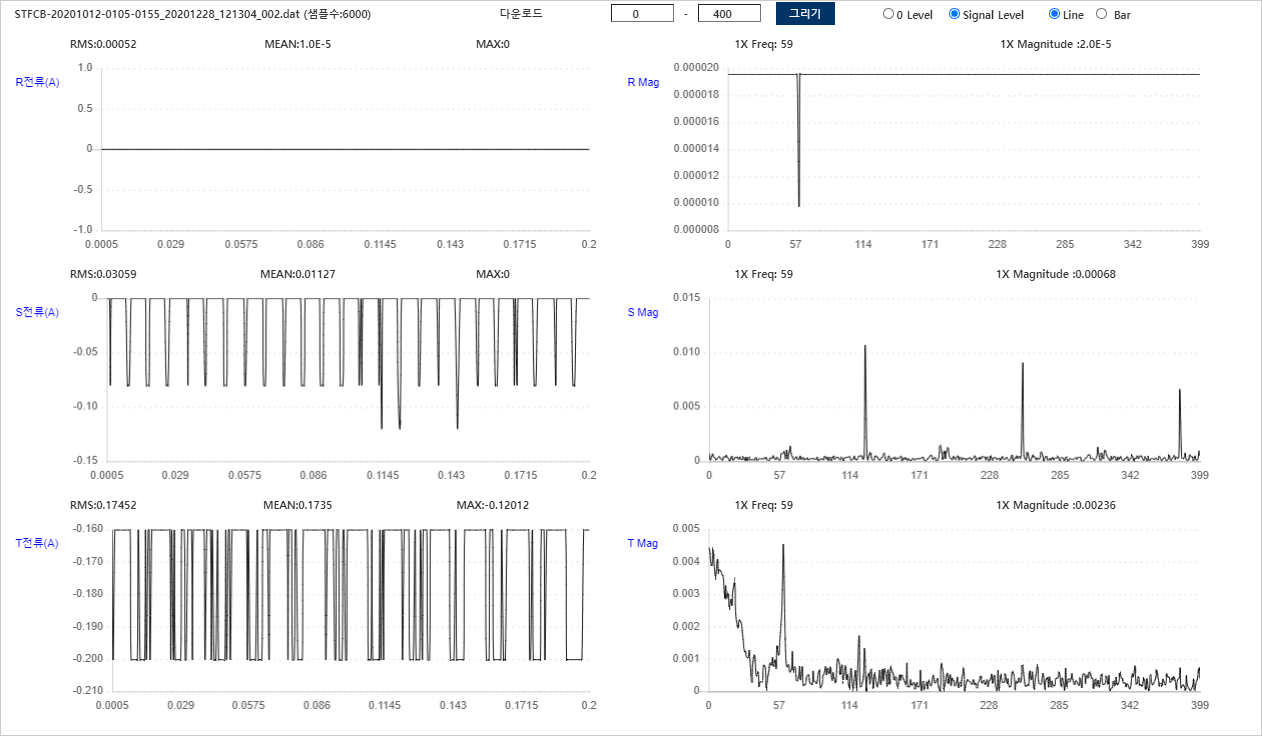 STFCB-20201012-0105-0155_20201228_121304_002.dat (샘플수:6000) 다운로드 0 - 400 그리기 0 Level Signal Level Line Bar
RMS:0.00052 MEAN:1.0E-5 MAX:0
R전류(A)
1.0
0.5
0
-0.5
-1.0
0.0005 0.029 0.0575 0.086 0.1145 0.143 0.1715 0.2
1X Freq: 59 1X Magnitude :2.0E-5
R Mag
0.000020
0.000018
0.000016
0.000014
0.000012
0.000010
0.000008
0 57 114 171 228 285 342 399
RMS:0.03059 MEAN:0.01127 MAX:0
S전류(A)
0
-0.05
-0.10
-0.15
0.0005 0.029 0.0575 0.086 0.1145 0.143 0.1715 0.2
1X Freq: 59 1X Magnitude :0.00068
S Mag
0.015
0.010
0.005
0
0 57 114 171 228 285 342 399
RMS:0.17452 MEAN:0.1735 MAX:-0.12012
T전류(A)
-0.160
-0.170
-0.180
-0.190
-0.200
-0.210
0.0005 0.029 0.0575 0.086 0.1145 0.143 0.1715 0.2
1X Freq: 59 1X Magnitude :0.00236
T Mag
0.005
0.004
0.003
0.002
0.001
0
0 57 114 171 228 285 342 399